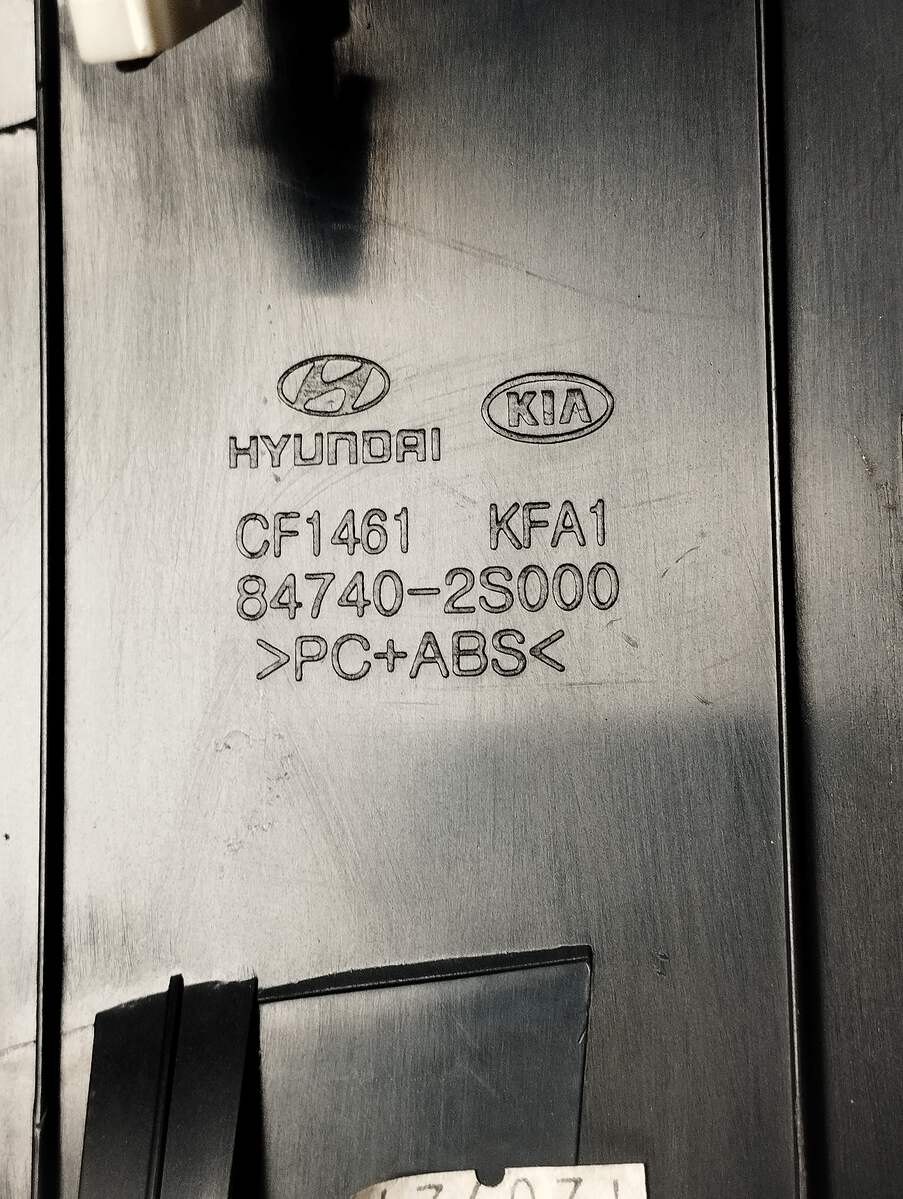 HYUNDAI KIA
CF1461 KFA1
84740-2S000
>PC+ABS<